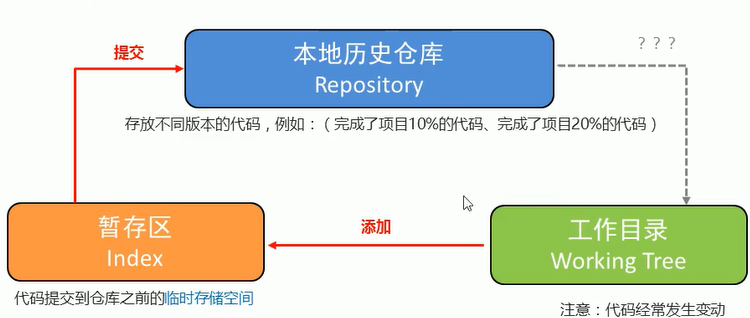 提交
本地历史仓库
Repository
？？？
存放不同版本的代码，例如：（完成了项目10%的代码、完成了项目20%的代码）
暂存区
Index
添加
工作目录
Working Tree
代码提交到仓库之前的临时存储空间
注意：代码经常发生变动